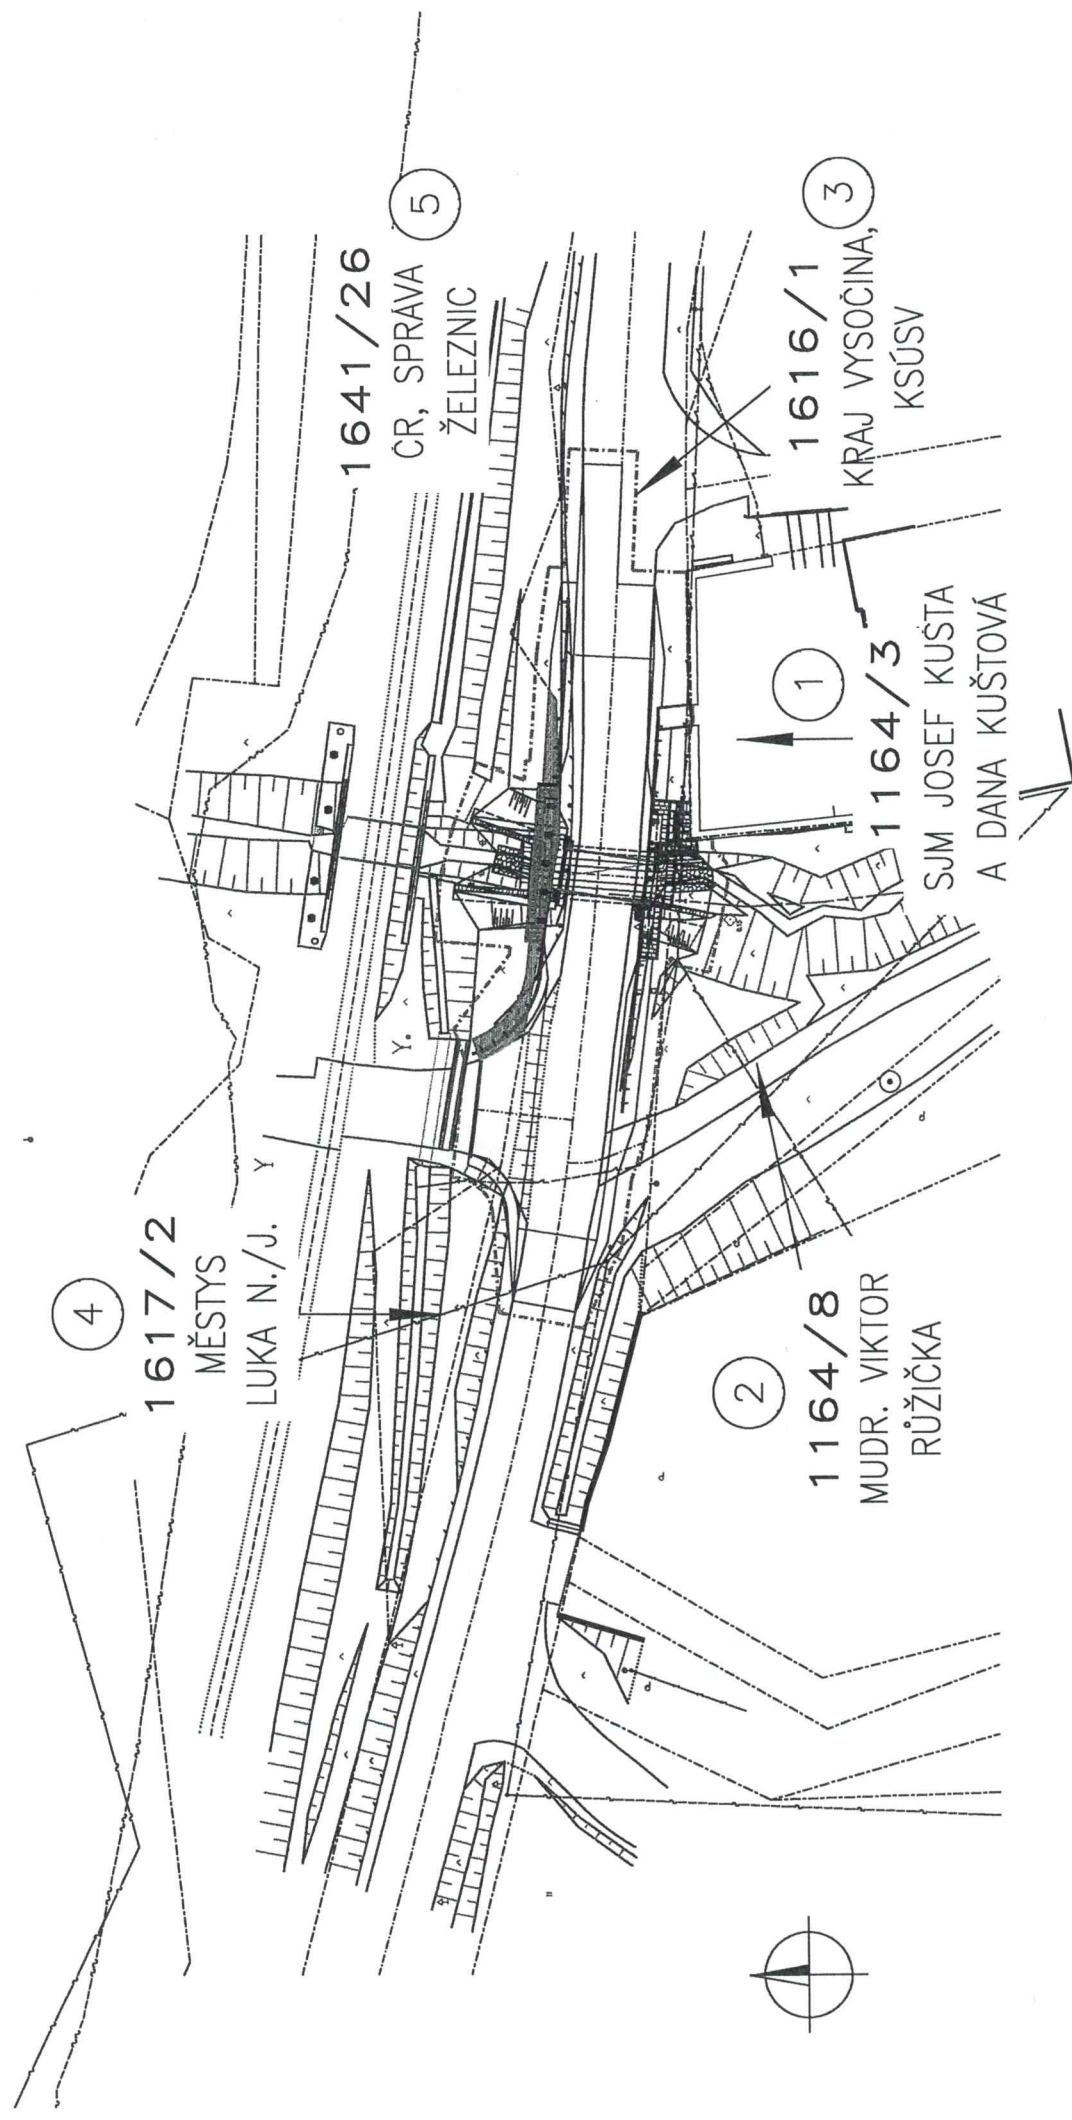 4
1617/2
MĚSTYS
LUKA N./J.
1641/26
ČR, SPRÁVA
ŽELEZNIC
5
2
1164/8
MUDR. VIKTOR
RŮŽIČKA
1
1164/3
SJM JOSEF KUŠTA
A DANA KUŠTOVÁ
1616/1
KRAJ VYSOČINA,
KSÚSV
3